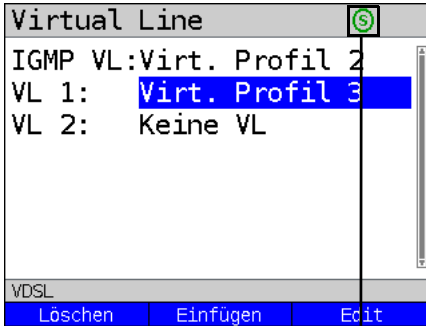 Virtual Line S
IGMP VL:Virt. Profil 2
VL 1: Virt. Profil 3
VL 2: Keine VL
VDSL
Löschen Einfügen Edit